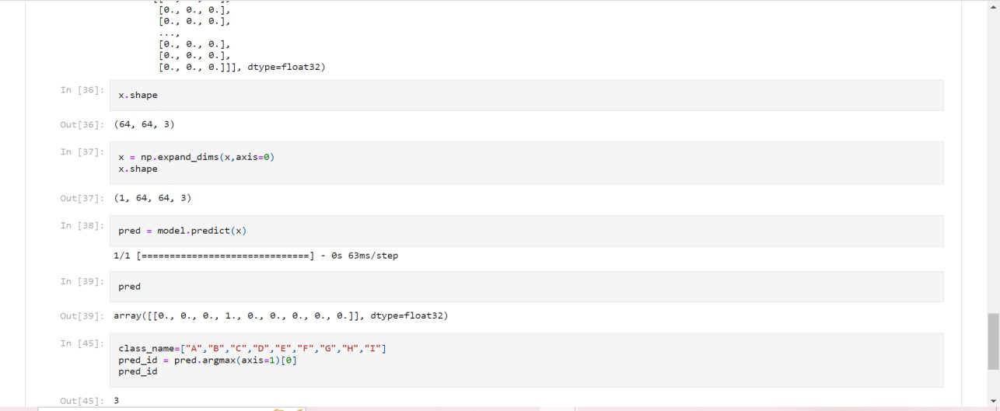 [0., 0., 0.],
[0., 0., 0.],
...,
[0., 0., 0.],
[0., 0., 0.],
[0., 0., 0.]]], dtype=float32)
In [36]:
x.shape
Out[36]: (64, 64, 3)
In [37]:
x = np.expand_dims(x,axis=0)
x.shape
Out[37]: (1, 64, 64, 3)
In [38]:
pred = model.predict(x)
1/1 [==============================] - 0s 63ms/step
In [39]:
pred
Out[39]: array([[0., 0., 0., 1., 0., 0., 0., 0., 0.]], dtype=float32)
In [45]:
class_name=["A","B","C","D","E","F","G","H","I"]
pred_id = pred.argmax(axis=1)[0]
pred_id
Out[45]: 3